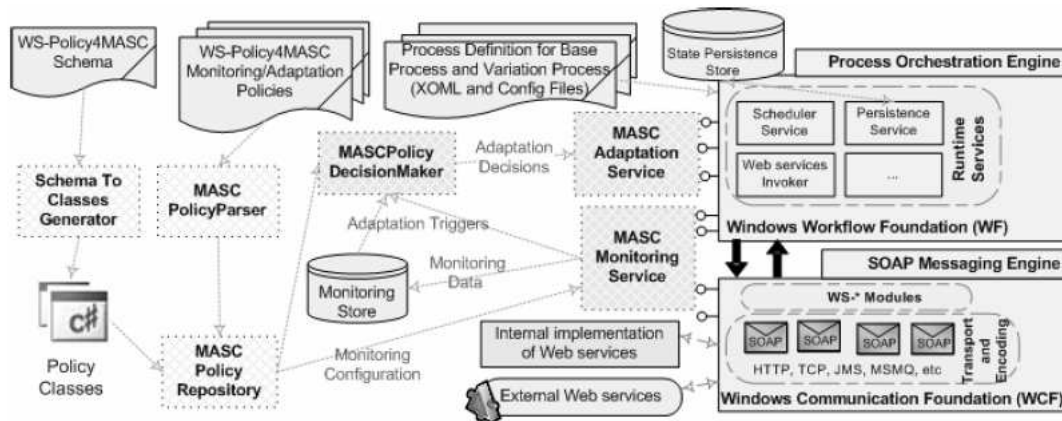 WS-Policy4MASC
Schema
WS-Policy4MASC
Monitoring/Adaptation
Policies
Process Definition for Base
Process and Variation Process
(XOML and Config Files)
State Persistence
Store
Process Orchestration Engine
Scheduler
Service
Persistence
Service
Web services
Invoker
...
Runtime
Services
Windows Workflow Foundation (WF)
Schema To
Classes
Generator
MASC
PolicyParser
MASCPolicy
DecisionMaker
Adaptation
Decisions
MASC
Adaptation
Service
Adaptation Triggers
MASC
Monitoring
Service
Monitoring
Data
Monitoring
Store
C#
Policy
Classes
MASC
Policy
Repository
Monitoring
Configuration
SOAP Messaging Engine
WS-* Modules
SOAP
SOAP
SOAP
SOAP
HTTP, TCP, JMS, MSMQ, etc
Transport
and
Encoding
Windows Communication Foundation (WCF)
Internal implementation
of Web services
External Web services